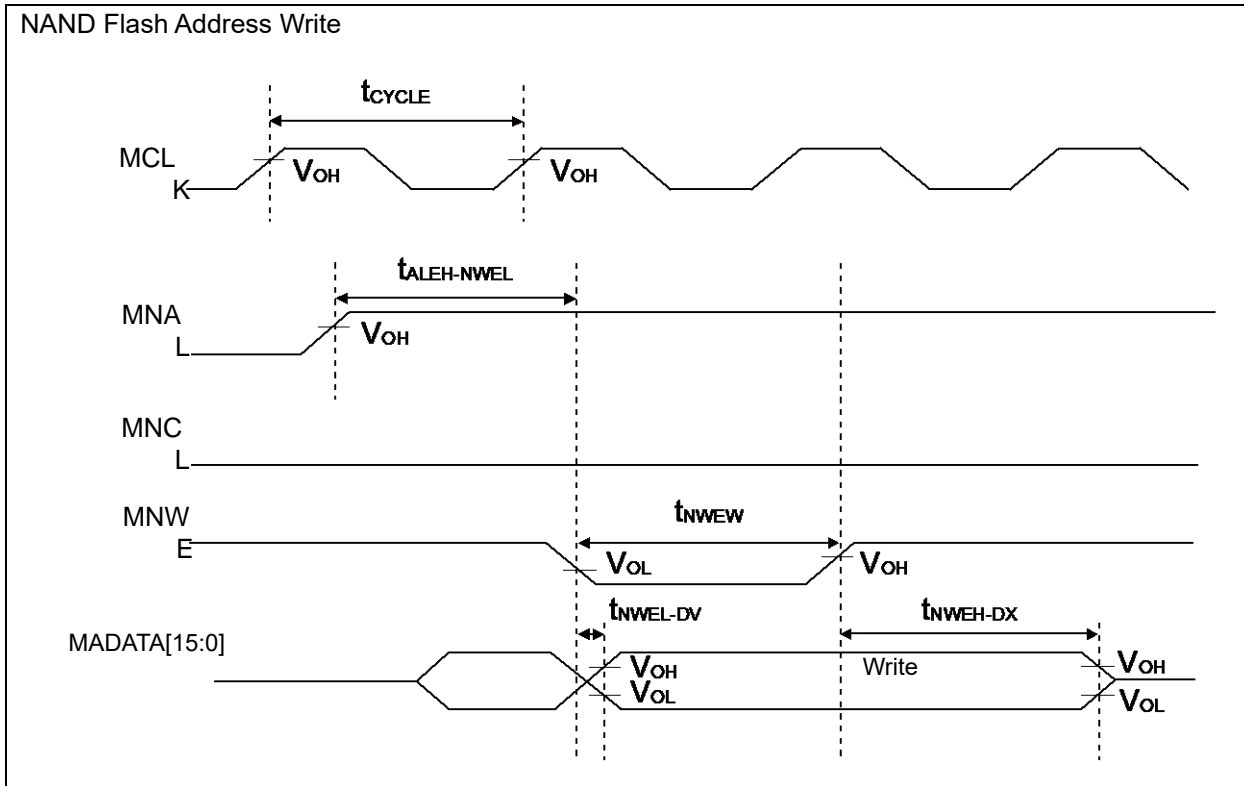 NAND Flash Address Write
tCYCLE
MCL
K
VOH
VOH
tALEH-NWEL
MNA
L
VOH
MNC
L
MNW
E
tNWEW
VOL
VOH
tNWEL-DV
tNWEH-DX
MADATA[15:0]
VOH
VOL
Write
VOH
VOL